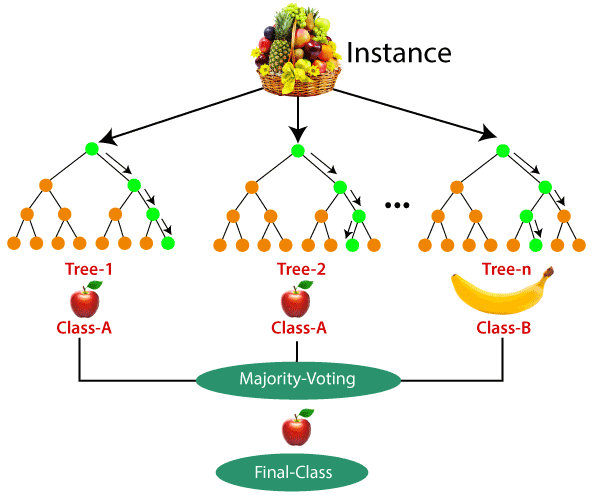 Instance
...
Tree-1
Tree-2
Tree-n
Class-A
Class-A
Class-B
Majority-Voting
Final-Class